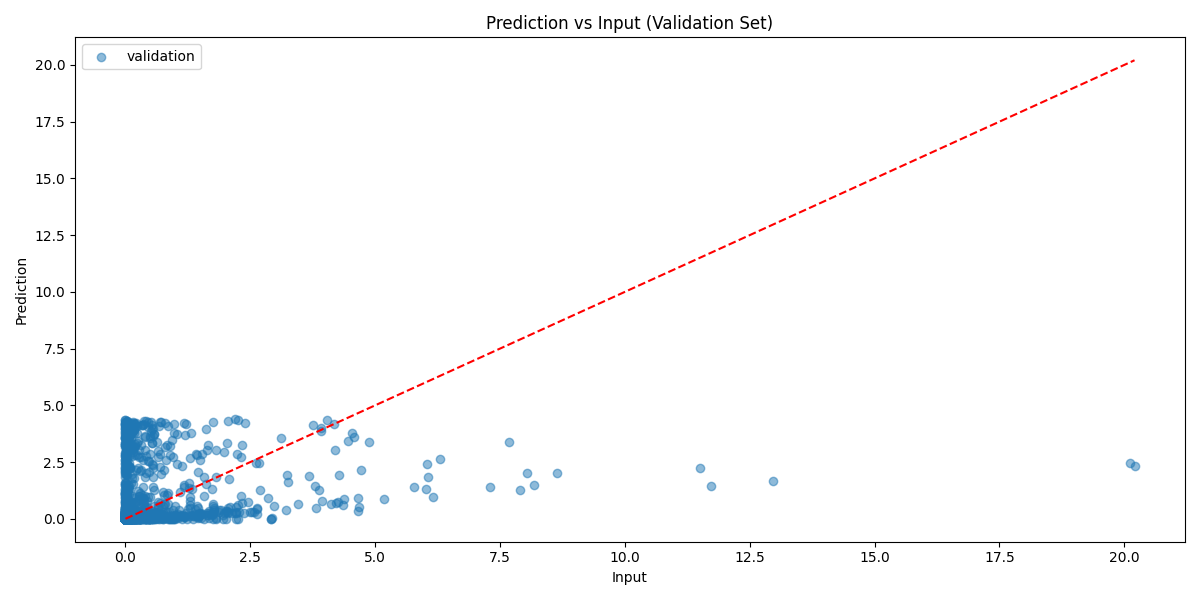 Prediction vs Input (Validation Set)
validation
20.0
17.5
15.0
12.5
10.0
7.5
5.0
2.5
0.0
Prediction
0.0 2.5 5.0 7.5 10.0 12.5 15.0 17.5 20.0
Input